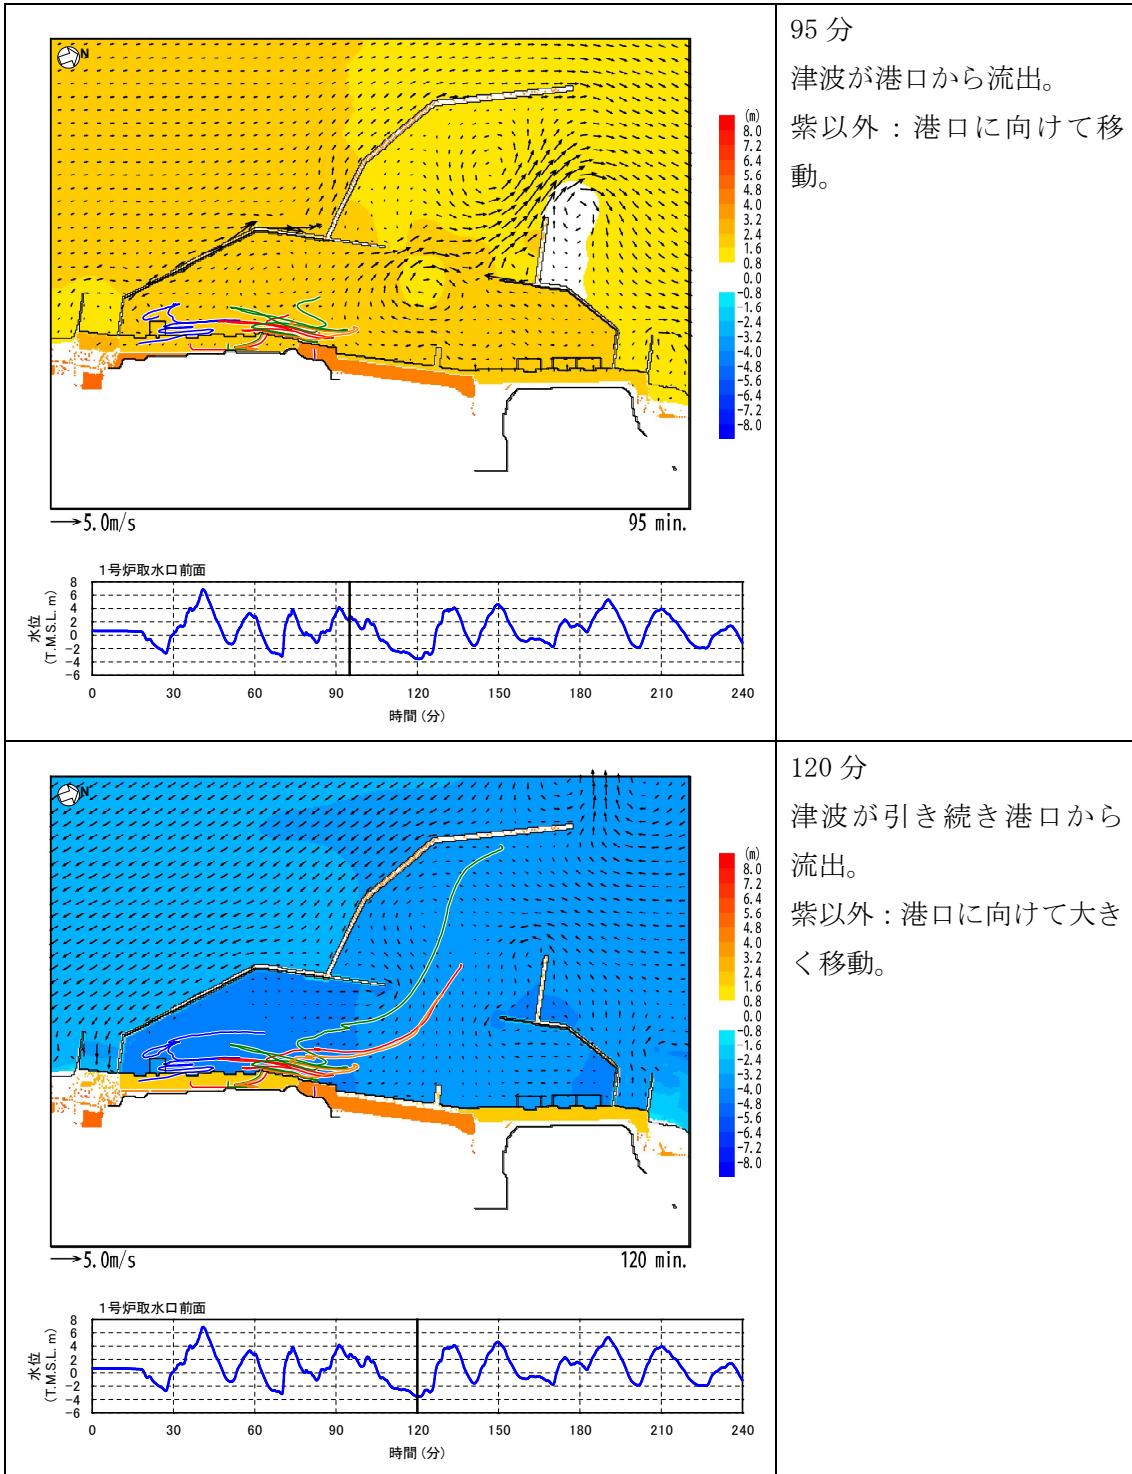 N
(m)
8.0
7.2
6.4
5.6
4.8
4.0
3.2
2.4
1.6
0.8
0.0
-0.8
-1.6
-2.4
-3.2
-4.0
-4.8
-5.6
-6.4
-7.2
-8.0
5.0m/s
95 min.
1号炉取水口前面
水位
(T.M.S.L. m)
8
6
4
2
0
-2
-4
-6
0 30 60 90 120 150 180 210 240
時間(分)
95 分
津波が港口から流出。
紫以外：港口に向けて移
動。
N
(m)
8.0
7.2
6.4
5.6
4.8
4.0
3.2
2.4
1.6
0.8
0.0
-0.8
-1.6
-2.4
-3.2
-4.0
-4.8
-5.6
-6.4
-7.2
-8.0
5.0m/s
120 min.
1号炉取水口前面
水位
(T.M.S.L. m)
8
6
4
2
0
-2
-4
-6
0 30 60 90 120 150 180 210 240
時間(分)
120 分
津波が引き続き港口から
流出。
紫以外：港口に向けて大き
く移動。